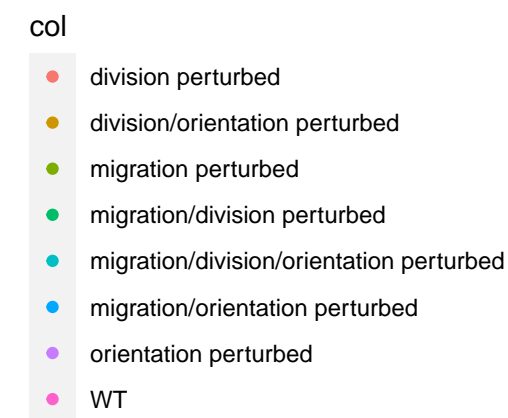 col
division perturbed
division/orientation perturbed
migration perturbed
migration/division perturbed
migration/division/orientation perturbed
migration/orientation perturbed
orientation perturbed
WT